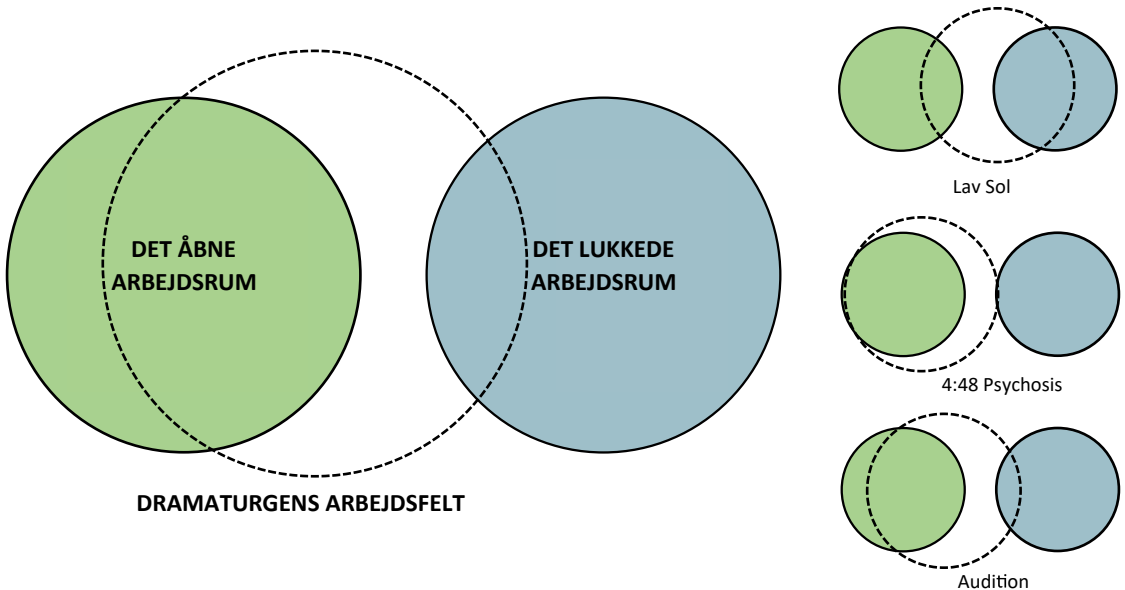 DET ÅBNE
ARBEJDSRUM
DET LUKKEDE
ARBEJDSRUM
DRAMATURGENS ARBEJDSFELT
Lav Sol
4:48 Psychosis
Audition